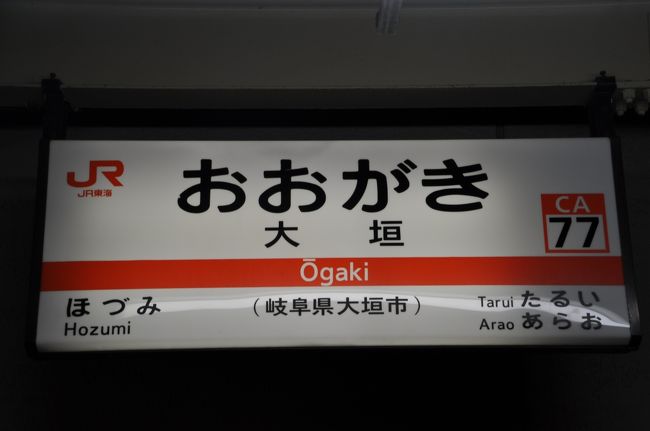 JR
JR東海
おおがき
大垣
CA
77
Ōgaki
ほづみ
Hozumi
（岐阜県大垣市）
Tarui たるい
Arao あらお